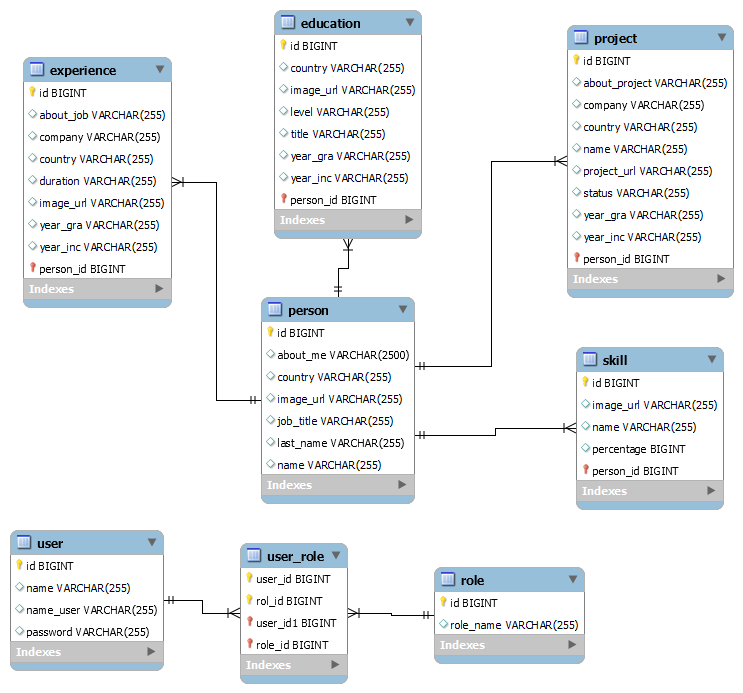 education
id BIGINT
country VARCHAR(255)
image_url VARCHAR(255)
level VARCHAR(255)
title VARCHAR(255)
year_gra VARCHAR(255)
year_inc VARCHAR(255)
person_id BIGINT
Indexes
project
id BIGINT
about_project VARCHAR(255)
company VARCHAR(255)
country VARCHAR(255)
name VARCHAR(255)
project_url VARCHAR(255)
status VARCHAR(255)
year_gra VARCHAR(255)
year_inc VARCHAR(255)
person_id BIGINT
Indexes
experience
id BIGINT
about_job VARCHAR(255)
company VARCHAR(255)
country VARCHAR(255)
duration VARCHAR(255)
image_url VARCHAR(255)
year_gra VARCHAR(255)
year_inc VARCHAR(255)
person_id BIGINT
Indexes
person
id BIGINT
about_me VARCHAR(2500)
country VARCHAR(255)
image_url VARCHAR(255)
job_title VARCHAR(255)
last_name VARCHAR(255)
name VARCHAR(255)
Indexes
skill
id BIGINT
image_url VARCHAR(255)
name VARCHAR(255)
percentage BIGINT
person_id BIGINT
Indexes
user
id BIGINT
name VARCHAR(255)
name_user VARCHAR(255)
password VARCHAR(255)
Indexes
user_role
user_id BIGINT
rol_id BIGINT
user_id1 BIGINT
role_id BIGINT
Indexes
role
id BIGINT
role_name VARCHAR(255)
Indexes